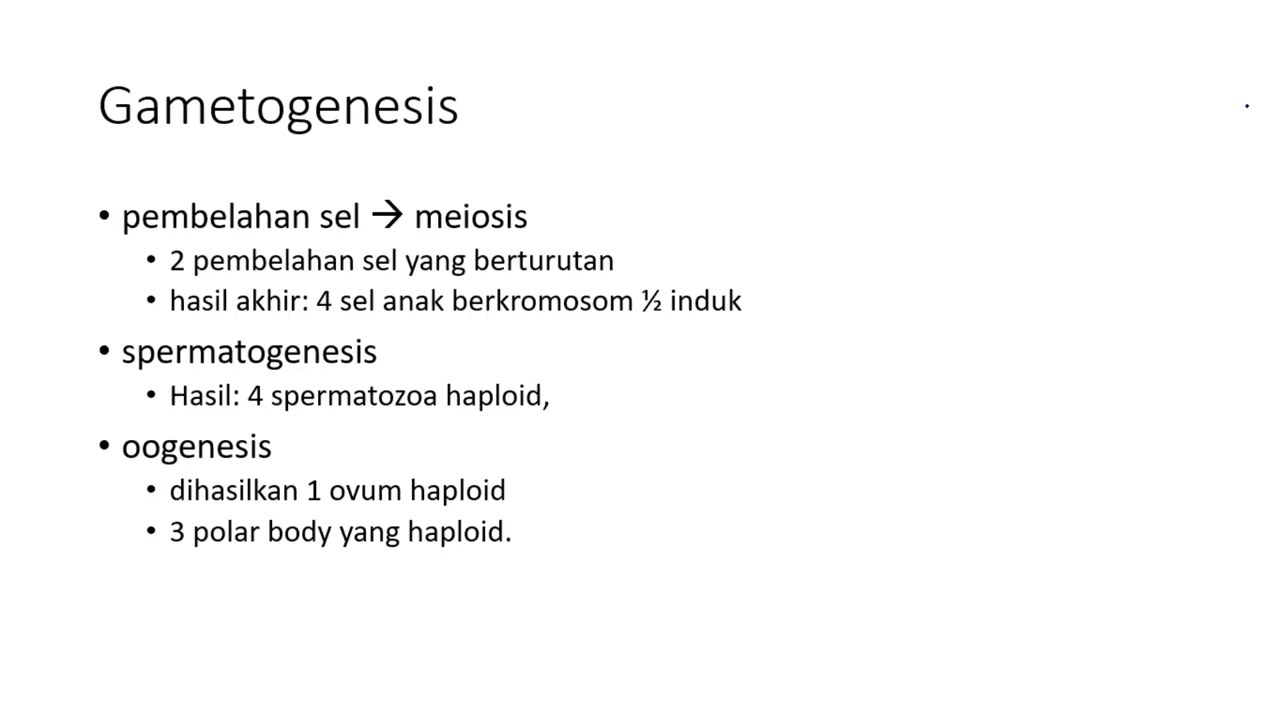 Gametogenesis
• pembelahan sel → meiosis
• 2 pembelahan sel yang berturutan
• hasil akhir: 4 sel anak berkromosom ½ induk
• spermatogenesis
• Hasil: 4 spermatozoa haploid,
• oogenesis
• dihasilkan 1 ovum haploid
• 3 polar body yang haploid.